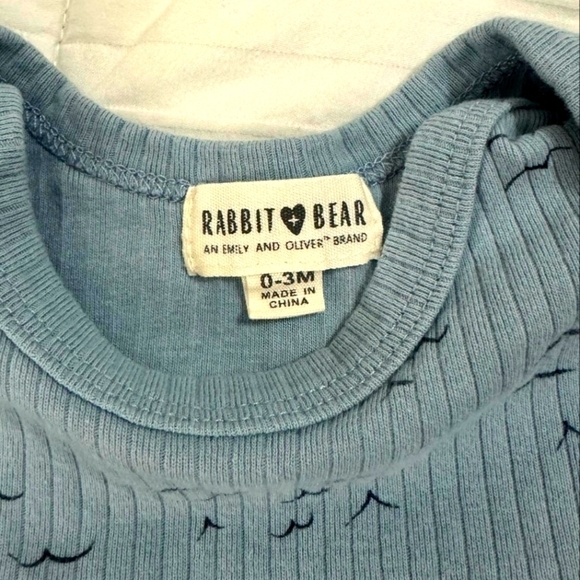 RABBIT + BEAR
AN EMILY AND OLIVER™ BRAND
0-3M
MADE IN
CHINA